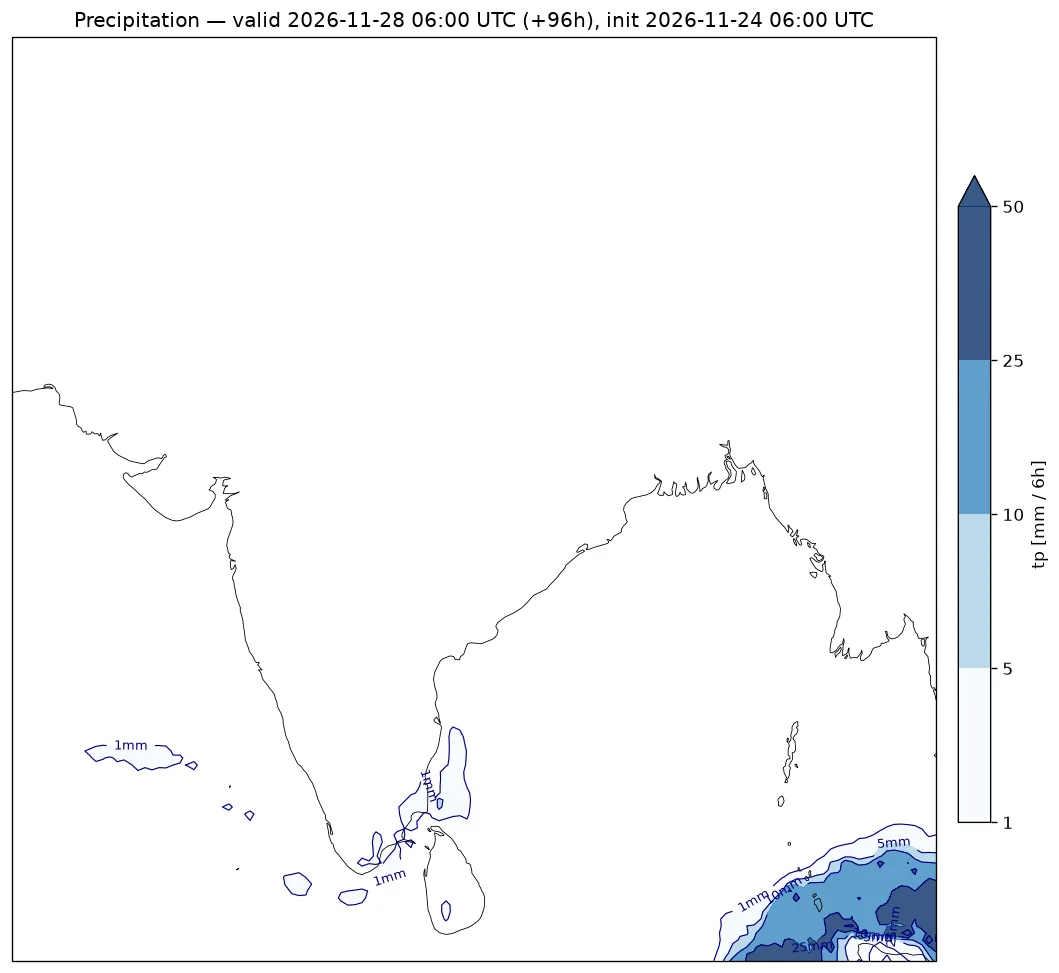 Precipitation — valid 2026-11-28 06:00 UTC (+96h), init 2026-11-24 06:00 UTC
50
25
10
5
1
tp [mm / 6h]
1mm
1mm
1mm
5mm
1mm
10mm
25mm